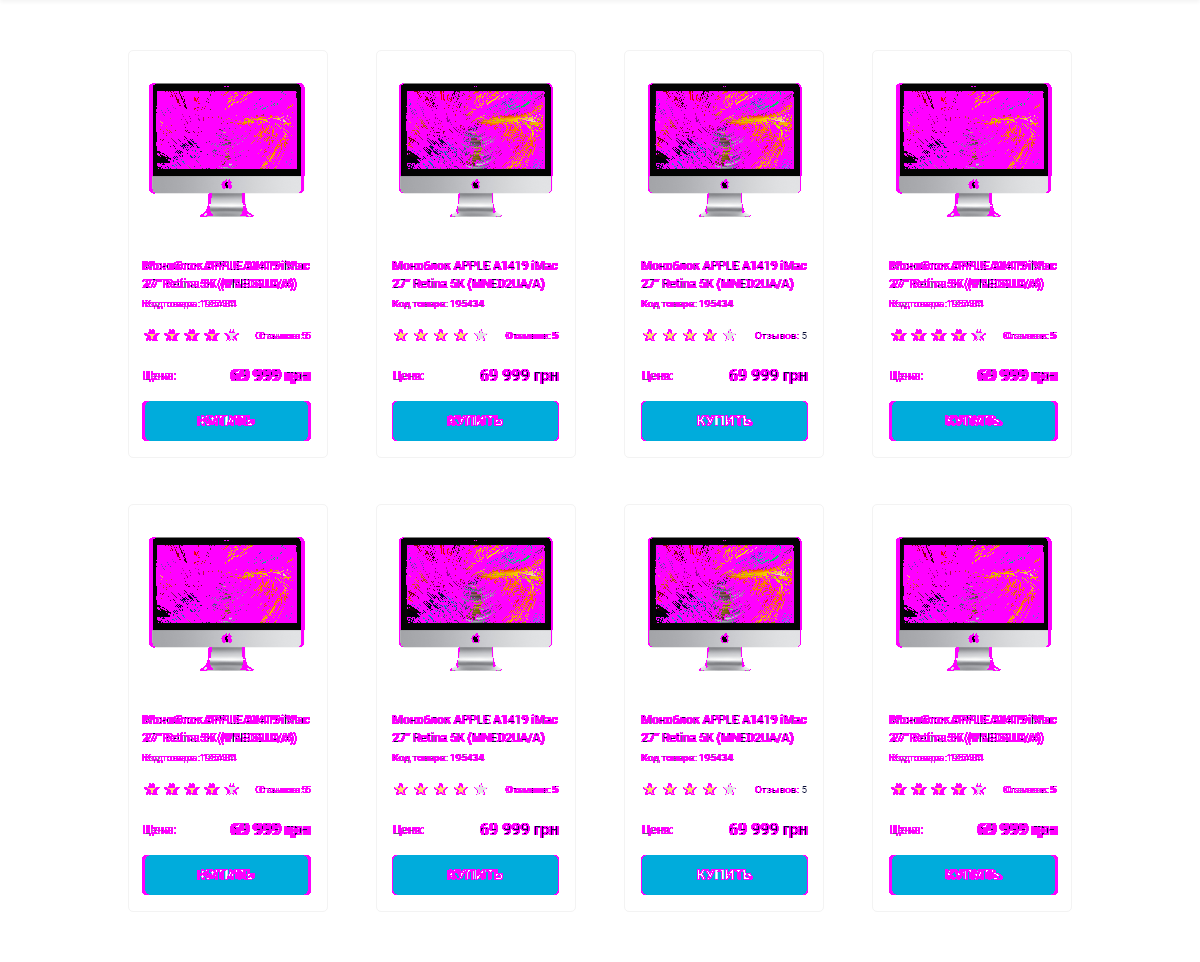 Моноблок APPLE A1419 iMac
27" Retina 5K (MNED2UA/A)
Код товара: 195434
Отзывов: 5
Цена: 69 999 грн
КУПИТЬ
Моноблок APPLE A1419 iMac
27" Retina 5K (MNED2UA/A)
Код товара: 195434
Отзывов: 5
Цена: 69 999 грн
КУПИТЬ
Моноблок APPLE A1419 iMac
27" Retina 5K (MNED2UA/A)
Код товара: 195434
Отзывов: 5
Цена: 69 999 грн
КУПИТЬ
Моноблок APPLE A1419 iMac
27" Retina 5K (MNED2UA/A)
Код товара: 195434
Отзывов: 5
Цена: 69 999 грн
КУПИТЬ
Моноблок APPLE A1419 iMac
27" Retina 5K (MNED2UA/A)
Код товара: 195434
Отзывов: 5
Цена: 69 999 грн
КУПИТЬ
Моноблок APPLE A1419 iMac
27" Retina 5K (MNED2UA/A)
Код товара: 195434
Отзывов: 5
Цена: 69 999 грн
КУПИТЬ
Моноблок APPLE A1419 iMac
27" Retina 5K (MNED2UA/A)
Код товара: 195434
Отзывов: 5
Цена: 69 999 грн
КУПИТЬ
Моноблок APPLE A1419 iMac
27" Retina 5K (MNED2UA/A)
Код товара: 195434
Отзывов: 5
Цена: 69 999 грн
КУПИТЬ